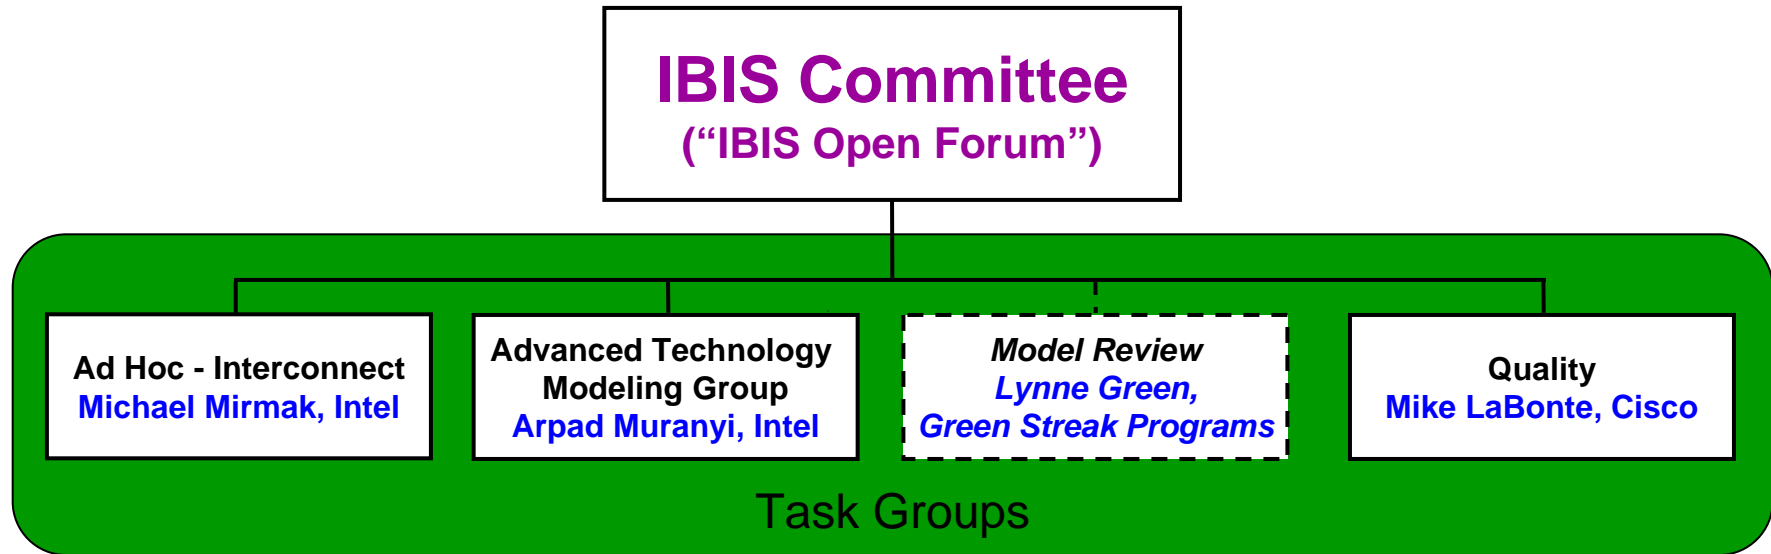 IBIS Committee
(“IBIS Open Forum”)
Ad Hoc - Interconnect
Michael Mirmak, Intel
Advanced Technology
Modeling Group
Arpad Muranyi, Intel
Model Review
Lynne Green,
Green Streak Programs
Quality
Mike LaBonte, Cisco
Task Groups